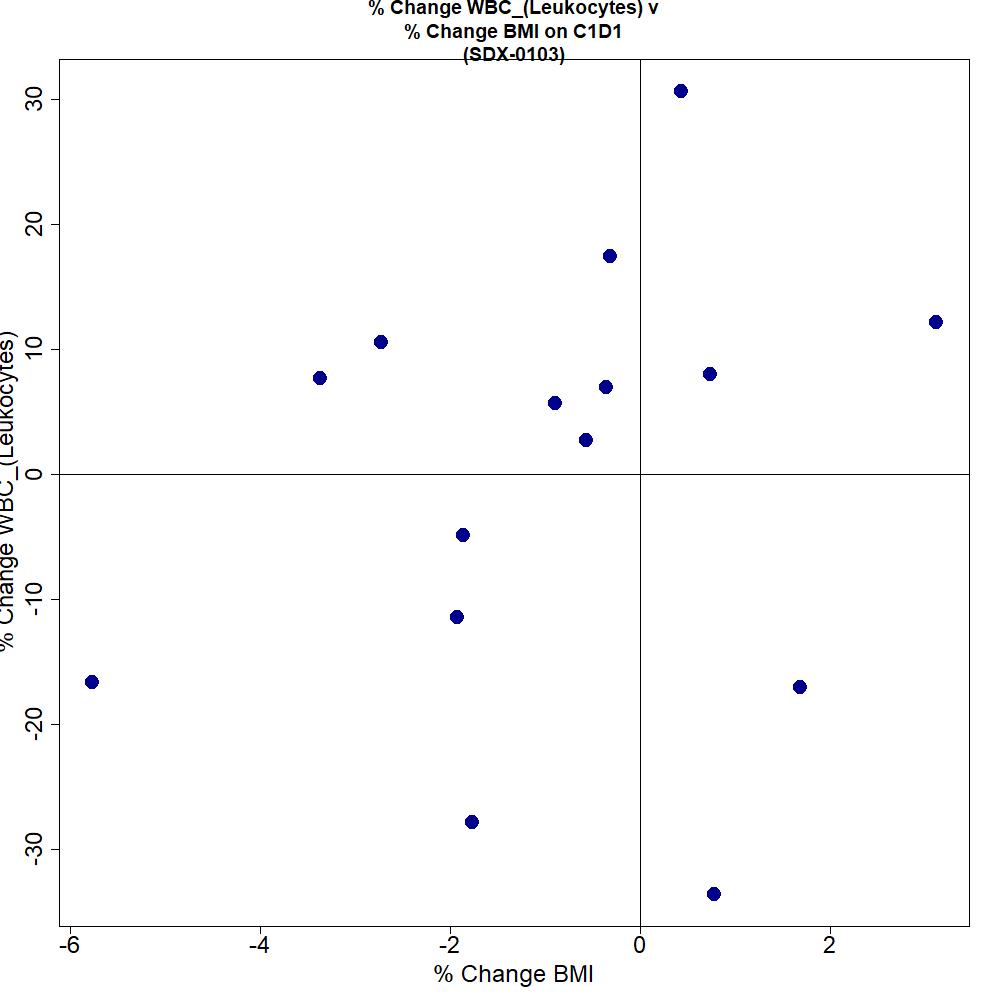 % Change WBC_(Leukocytes) v
% Change BMI on C1D1
(SDX-0103)
30
20
10
0
-10
-20
-30
% Change WBC_(Leukocytes)
-6 -4 -2 0 2
% Change BMI